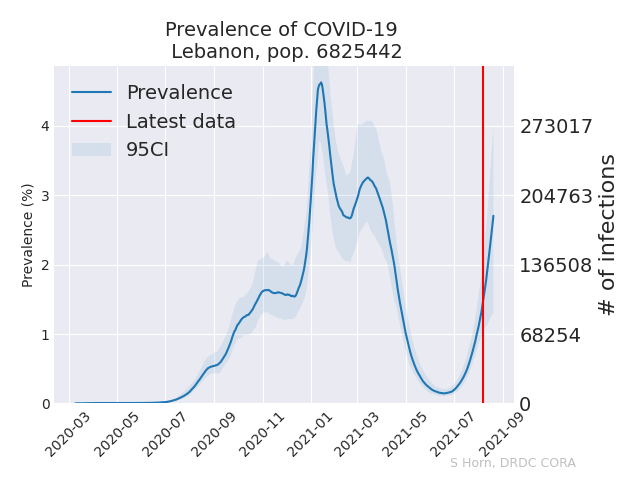 Prevalence of COVID-19
Lebanon, pop. 6825442
Prevalence
Latest data
95CI
Prevalence (%)
4
3
2
1
0
273017
204763
136508
68254
0
# of infections
2020-03
2020-05
2020-07
2020-09
2020-11
2021-01
2021-03
2021-05
2021-07
2021-09
S Horn, DRDC CORA